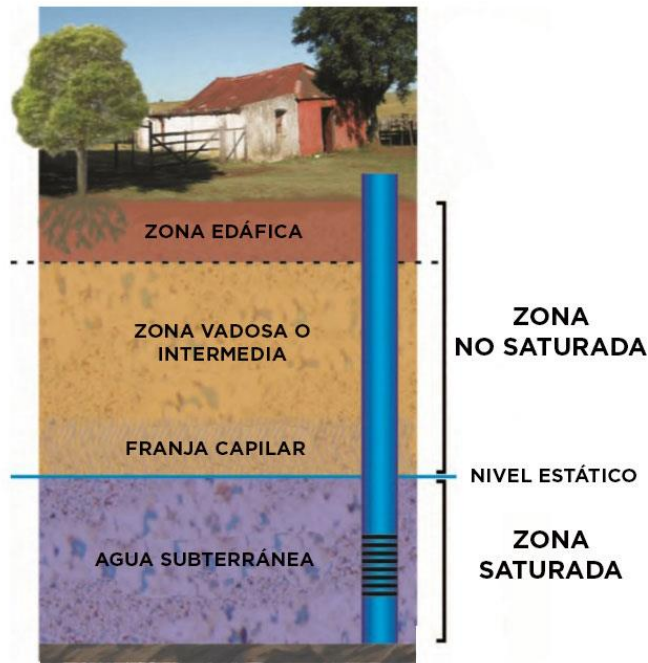 ZONA EDÁFICA
ZONA VADOSA O
INTERMEDIA
FRANJA CAPILAR
AGUA SUBTERRÁNEA
ZONA
NO SATURADA
NIVEL ESTÁTICO
ZONA
SATURADA